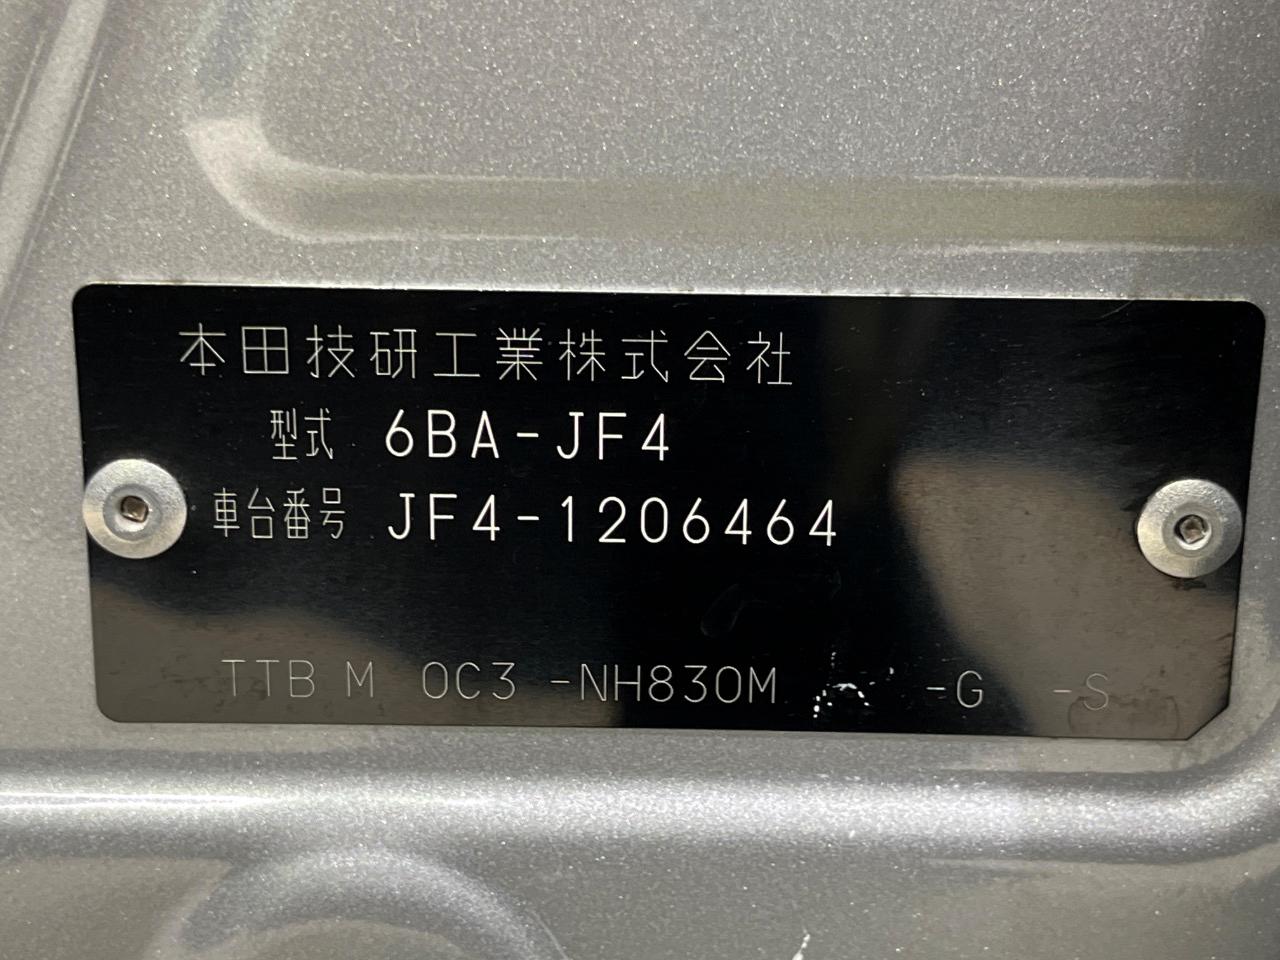 本田技研工業株式会社
型式 6BA-JF4
車台番号 JF4-1206464
TTB M 0C3 -NH830M -G -S